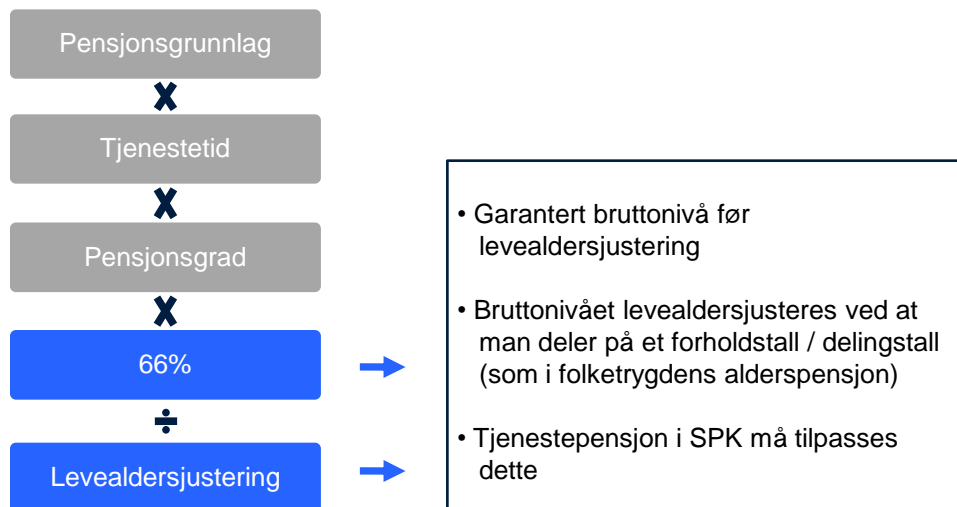 Pensjonsgrunnlag
x
Tjenestetid
x
Pensjonsgrad
x
66%
÷
Levealdersjustering
• Garantert bruttonivå før
levealdersjustering
• Bruttonivået levealdersjusteres ved at
man deler på et forholdstall / delingstall
(som i folketrygdens alderspensjon)
• Tjenestepensjon i SPK må tilpasses
dette